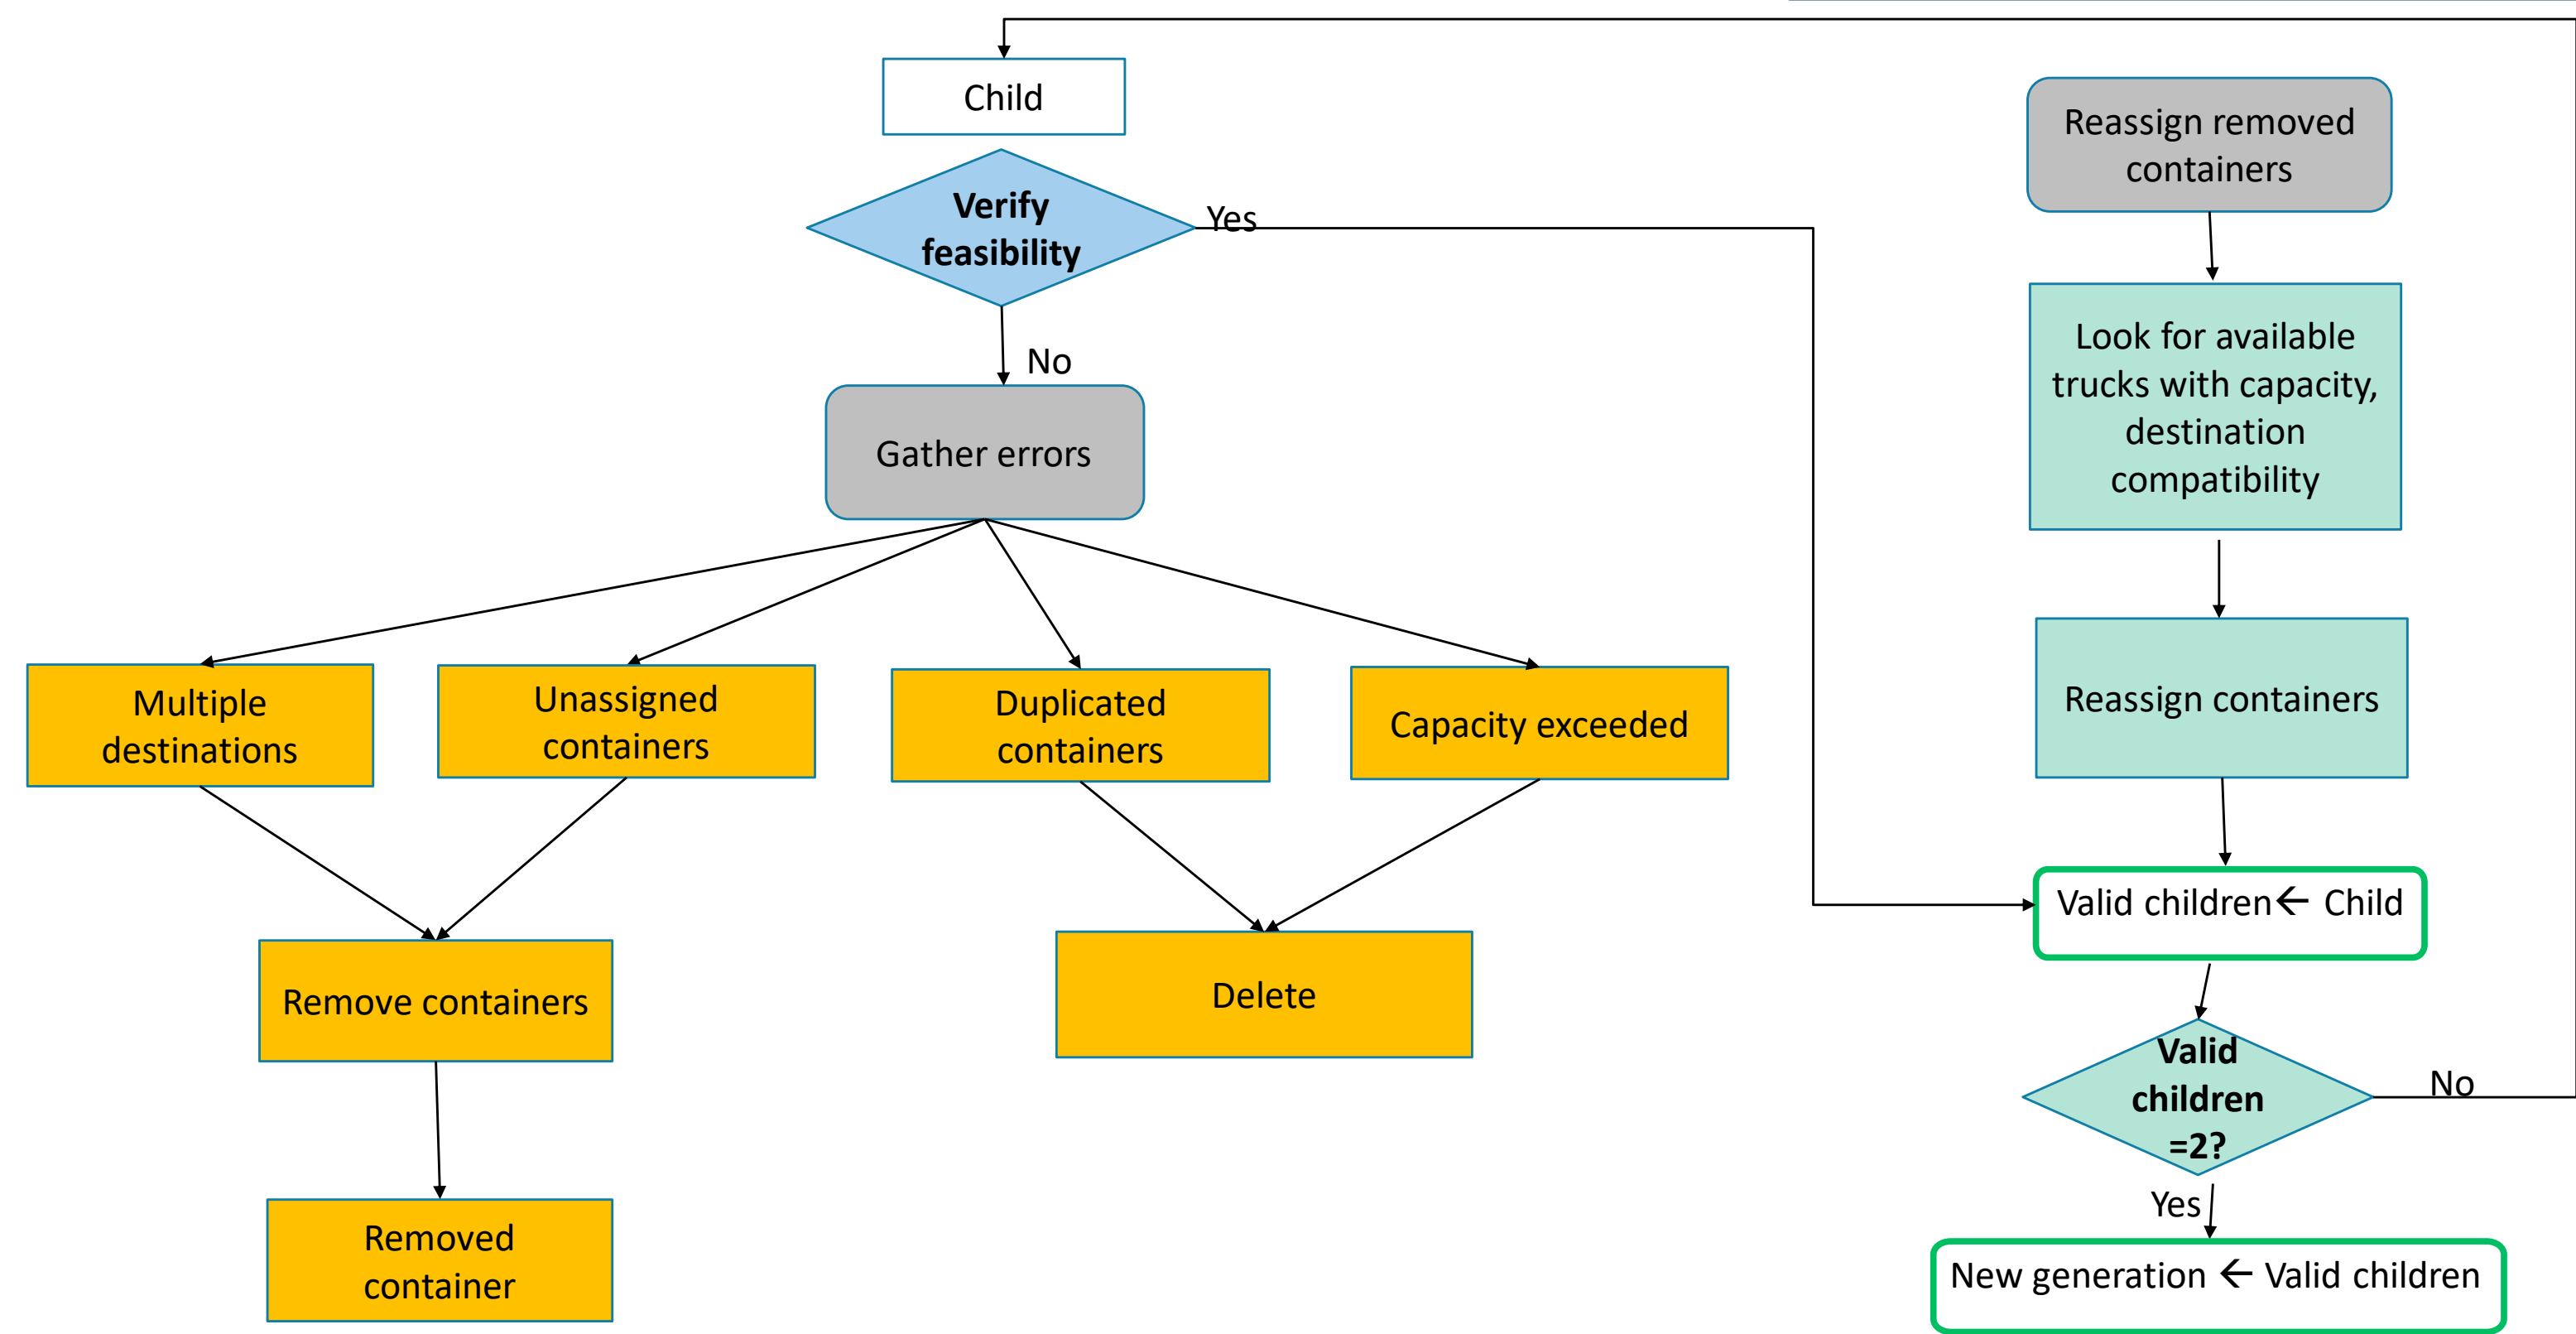 Child
Verify
feasibility
Yes
No
Gather errors
Multiple
destinations
Unassigned
containers
Duplicated
containers
Capacity exceeded
Remove containers
Delete
Removed
container
Reassign removed
containers
Look for available
trucks with capacity,
destination
compatibility
Reassign containers
Valid children← Child
Valid
children
=2?
No
Yes
New generation ← Valid children